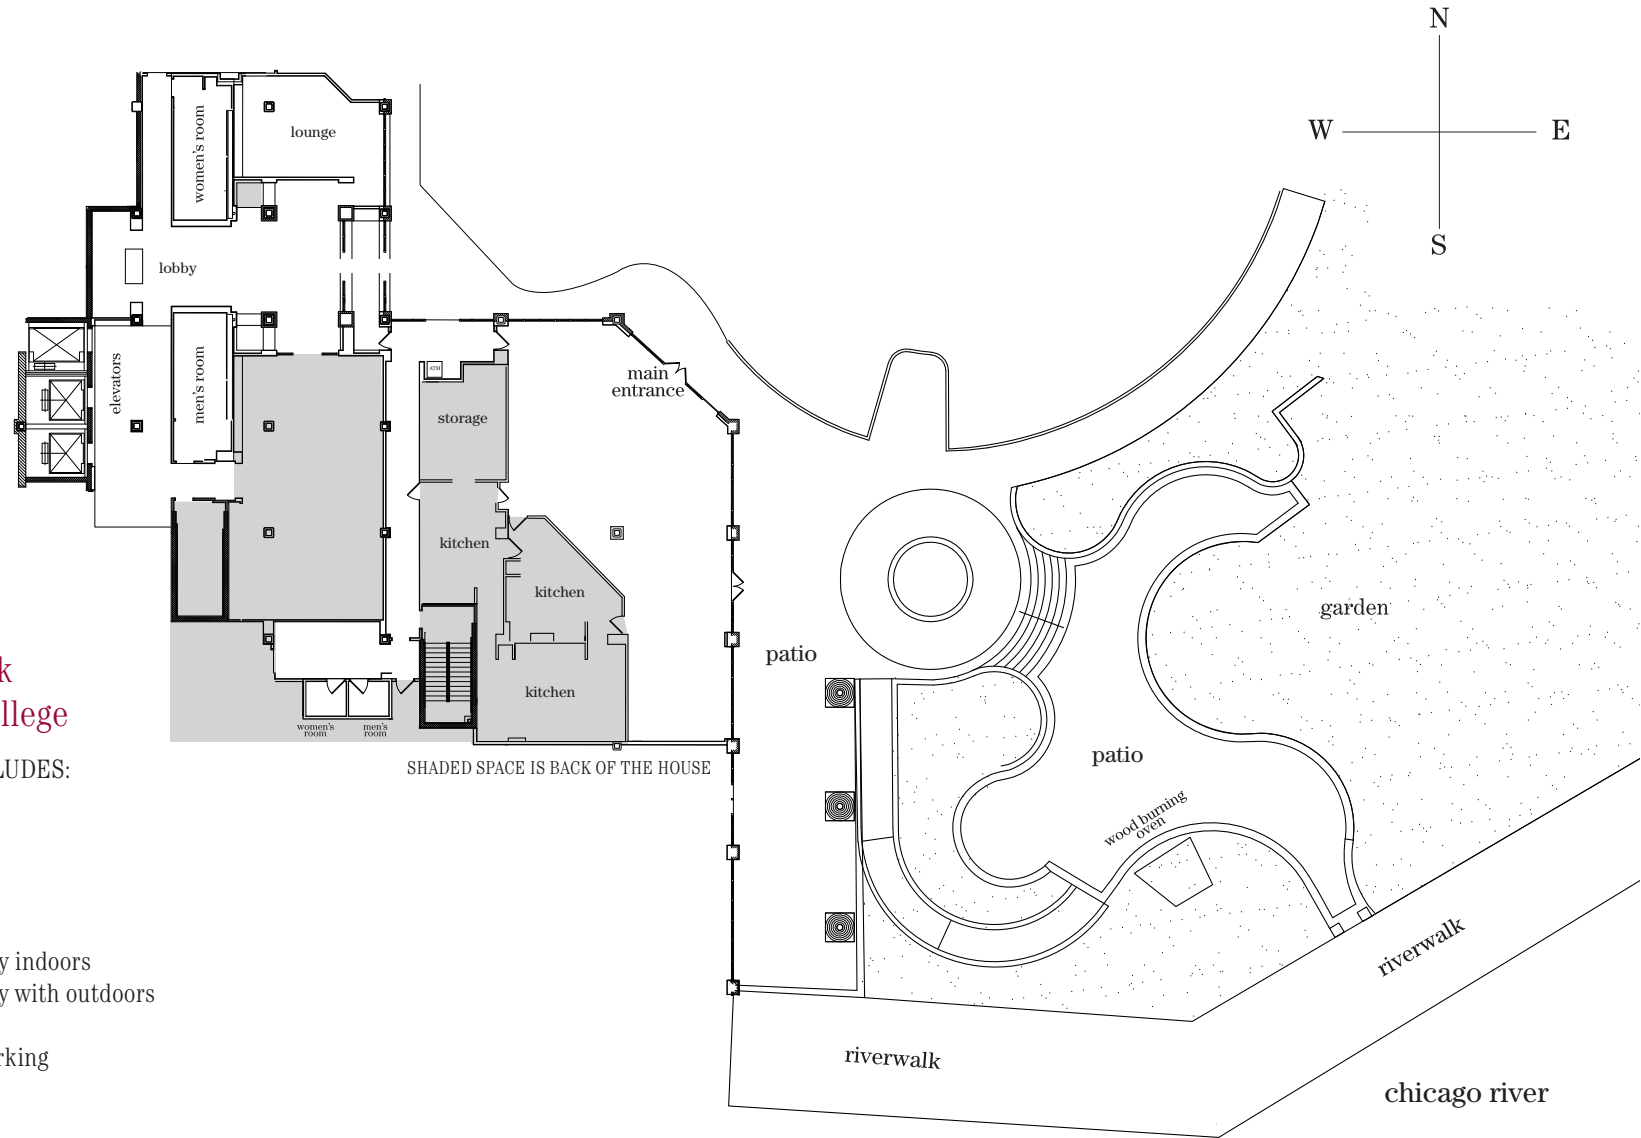 N
W E
S
women's room
lounge
lobby
elevators
men's room
ATM
storage
main
entrance
kitchen
kitchen
kitchen
women's
room
men's
room
SHADED SPACE IS BACK OF THE HOUSE
patio
patio
garden
wood burning
oven
riverwalk
riverwalk
chicago river
k
llege
LUDES:
y indoors
y with outdoors
rking